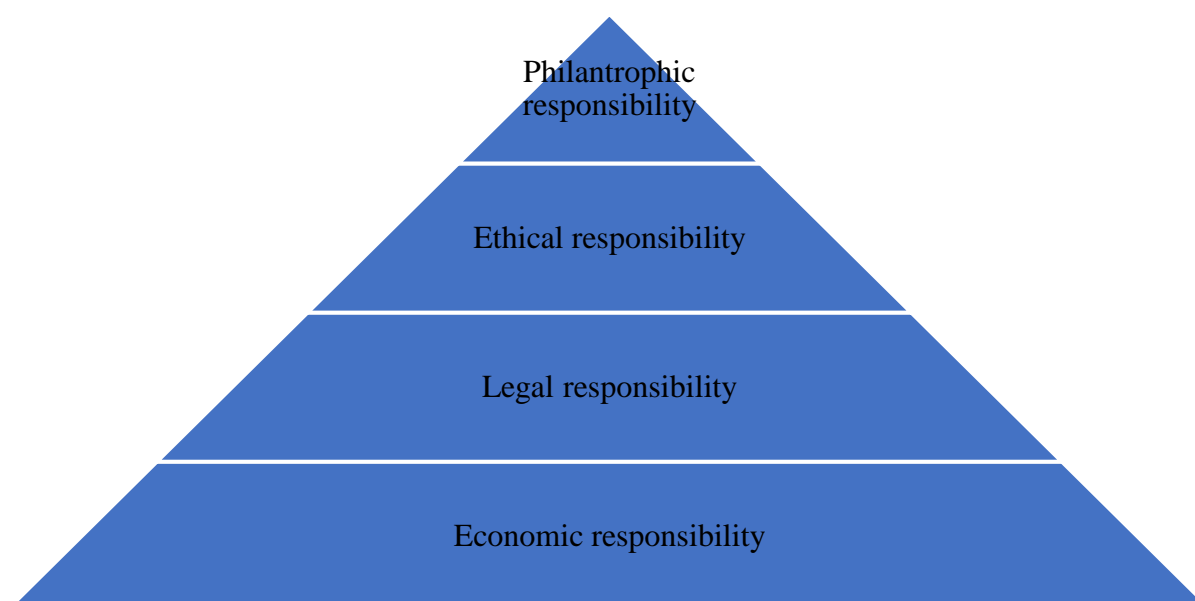 Philantrophic
responsibility
Ethical responsibility
Legal responsibility
Economic responsibility